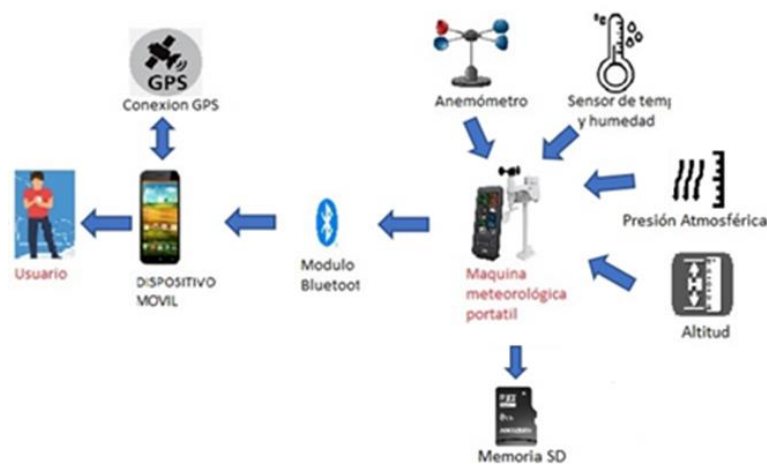 GPS
Conexion GPS
Anemómetro
Sensor de tem
y humedad
Presión Atmosférica
Altitud
Maquina
meteorológica
portatil
Modulo
Bluetoot
DISPOSITIVO
MOVIL
Usuario
Memoria SD